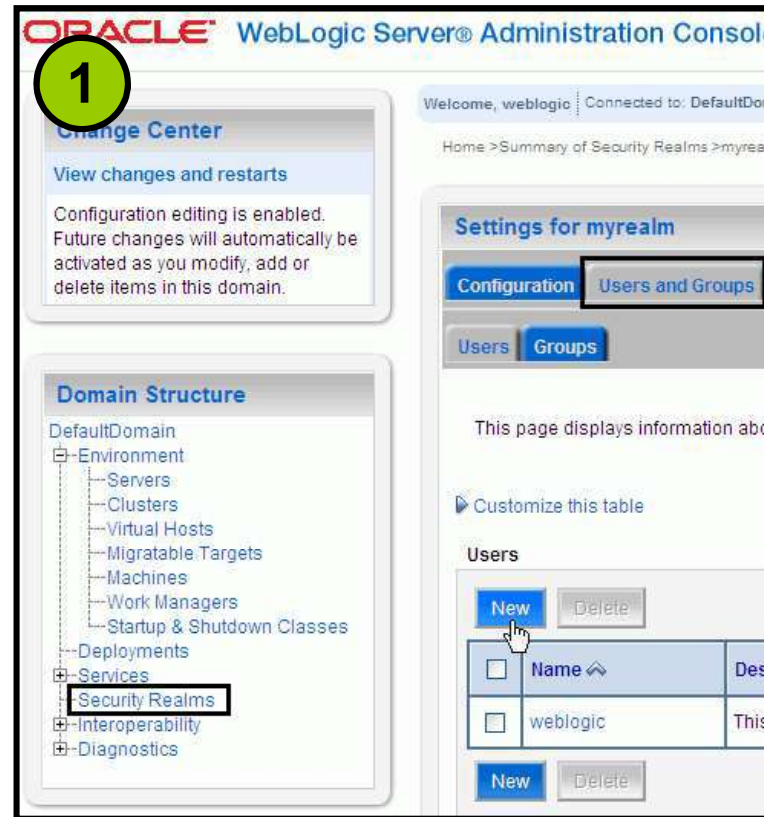 ORACLE® WebLogic Server® Administration Consol
1
Change Center
View changes and restarts
Configuration editing is enabled.
Future changes will automatically be
activated as you modify, add or
delete items in this domain.
Domain Structure
DefaultDomain
Environment
Servers
Clusters
Virtual Hosts
Migratable Targets
Machines
Work Managers
Startup & Shutdown Classes
Deployments
Services
Security Realms
Interoperability
Diagnostics
Welcome, weblogic Connected to: DefaultDo
Home >Summary of Security Realms >myrea
Settings for myrealm
Configuration Users and Groups
Users Groups
This page displays information abo
Customize this table
Users
New Delete
Name Des
weblogic This
New Delete